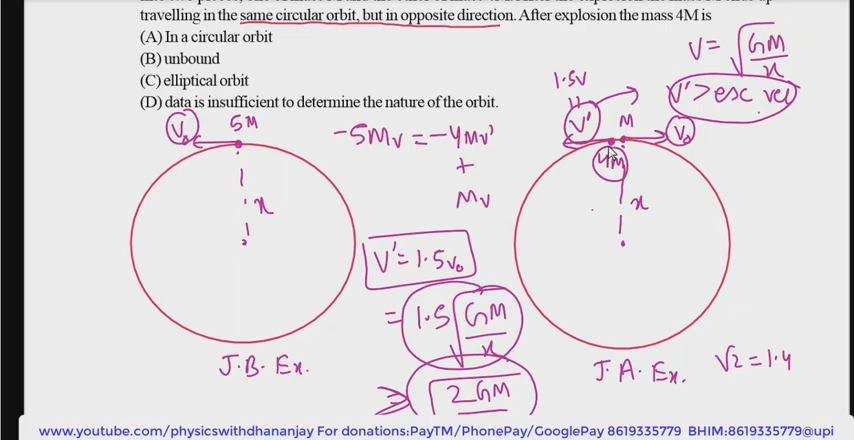 travelling in the same circular orbit, but in opposite direction. After explosion the mass 4M is
(A) In a circular orbit
(B) unbound
(C) elliptical orbit
(D) data is insufficient to determine the nature of the orbit.
V = √GM/x
1.5V
V' > esc vel
V₀ 5M
-5MV = -4MV'
+
MV
V' M V₀
4M
x
x
V' = 1.5V₀
= 1.5 √GM/x
√2GM
J.B. Ex.
J.A. Ex.
√2 = 1.4
www.youtube.com/physicswithdhananjay For donations:PayTM/PhonePay/GooglePay 8619335779 BHIM:8619335779@upi